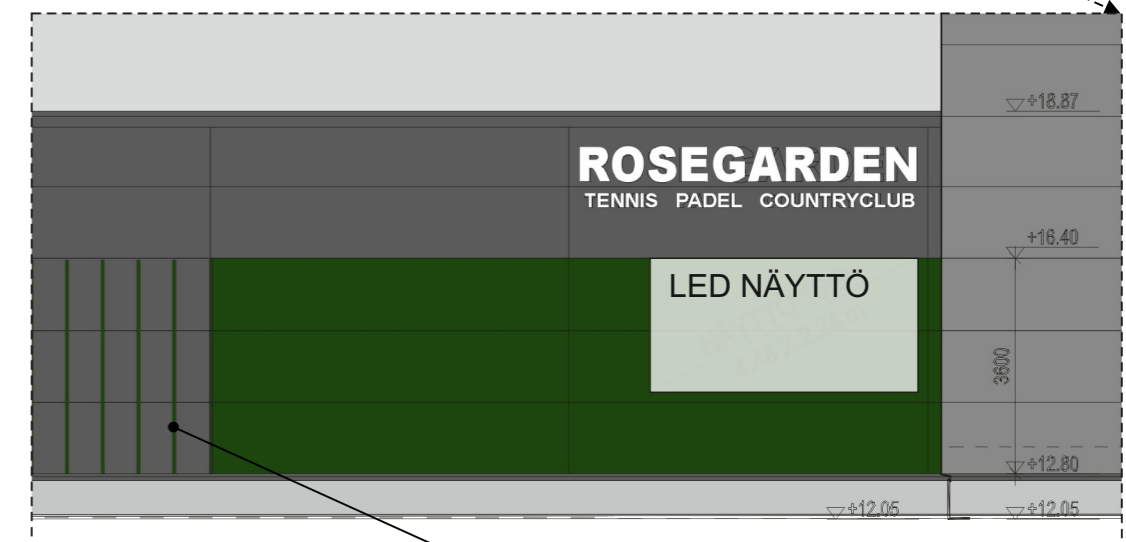 +18.87
ROSEGARDEN
TENNIS PADEL COUNTRYCLUB
+16.40
LED NÄYTTÖ
3600
+12.80
+12.05
+12.05